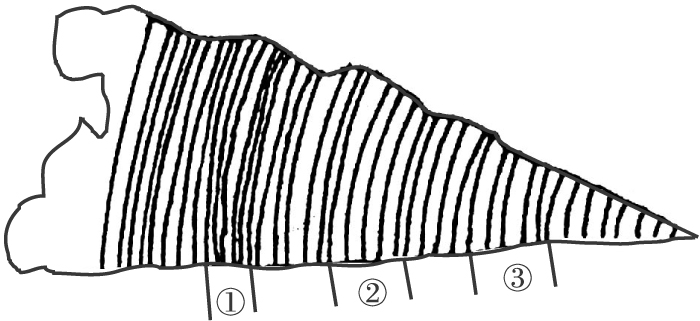 ① ② ③